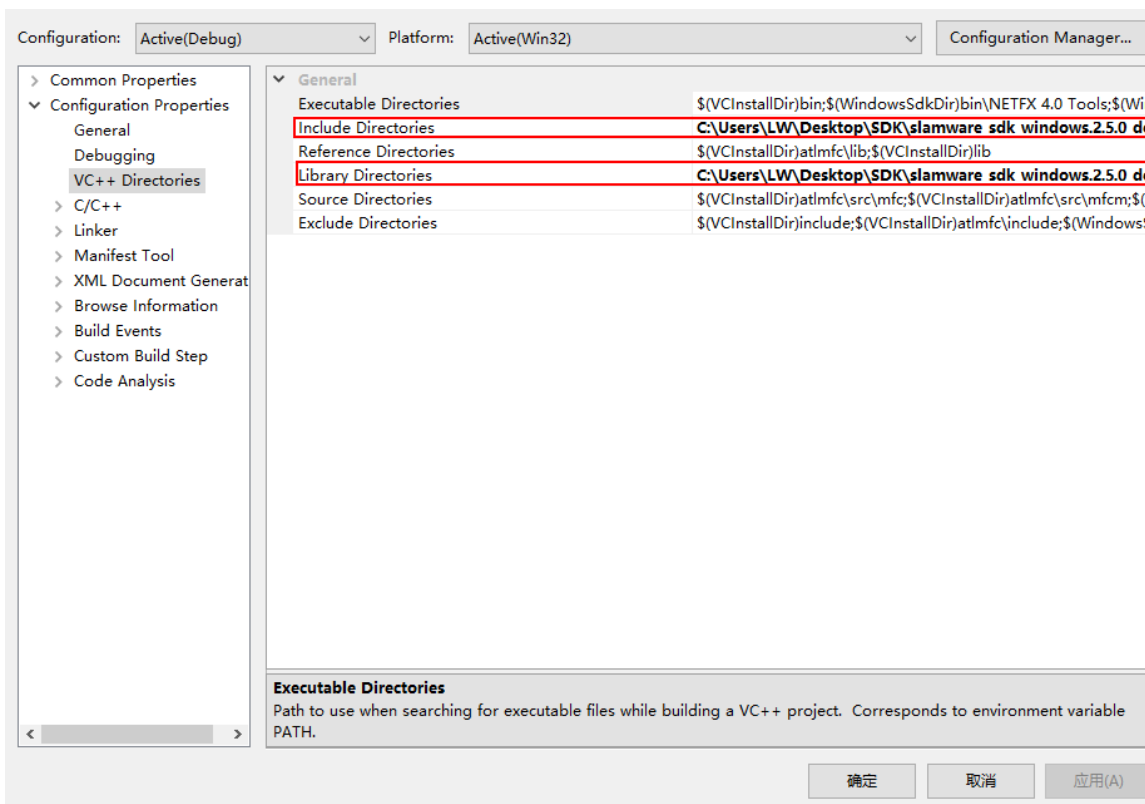 Configuration: Active(Debug) Platform: Active(Win32) Configuration Manager...
Common Properties
Configuration Properties
General
Debugging
VC++ Directories
C/C++
Linker
Manifest Tool
XML Document Generat
Browse Information
Build Events
Custom Build Step
Code Analysis
General
Executable Directories $(VCInstallDir)bin;$(WindowsSdkDir)bin\NETFX 4.0 Tools;$(Wi
Include Directories C:\Users\LW\Desktop\SDK\slamware sdk windows.2.5.0 de
Reference Directories $(VCInstallDir)atlmfc\lib;$(VCInstallDir)lib
Library Directories C:\Users\LW\Desktop\SDK\slamware sdk windows.2.5.0 de
Source Directories $(VCInstallDir)atlmfc\src\mfc;$(VCInstallDir)atlmfc\src\mfcm;$(
Exclude Directories $(VCInstallDir)include;$(VCInstallDir)atlmfc\include;$(WindowsS
Executable Directories
Path to use when searching for executable files while building a VC++ project. Corresponds to environment variable
PATH.
确定 取消 应用(A)